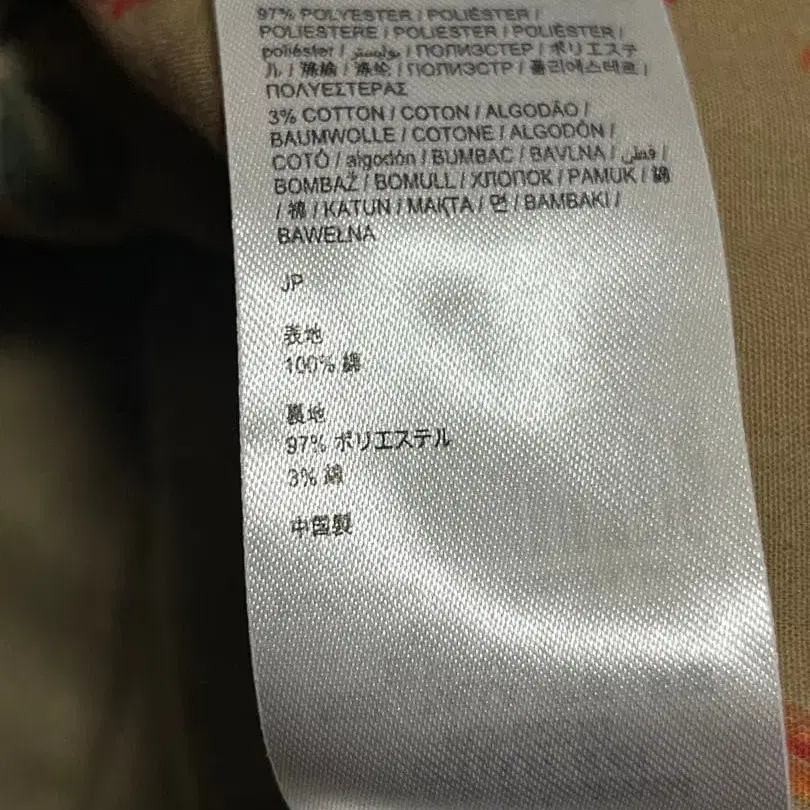 97% POLYESTER / POLIÉSTER /
POLIESTERE / POLIESTER / POLIÈSTER /
poliéster / بوليستر / ПОЛИЭСТЕР / ポリエステ
ル / 滌綸 / 涤纶 / ПОЛИЭСТР / 폴리에스테르 /
ΠΟΛΥΕΣΤΕΡΑΣ
3% COTTON / COTON / ALGODÃO /
BAUMWOLLE / COTONE / ALGODÓN /
COTÓ / algodón / BUMBAC / BAVLNA / قطن /
BOMBAŽ / BOMULL / ХЛОПОК / PAMUK / 綿
/ 棉 / KATUN / МАҚТА / 면 / BAMBAKI /
BAWEŁNA
JP
表地
100% 綿
裏地
97% ポリエステル
3% 綿
中国製